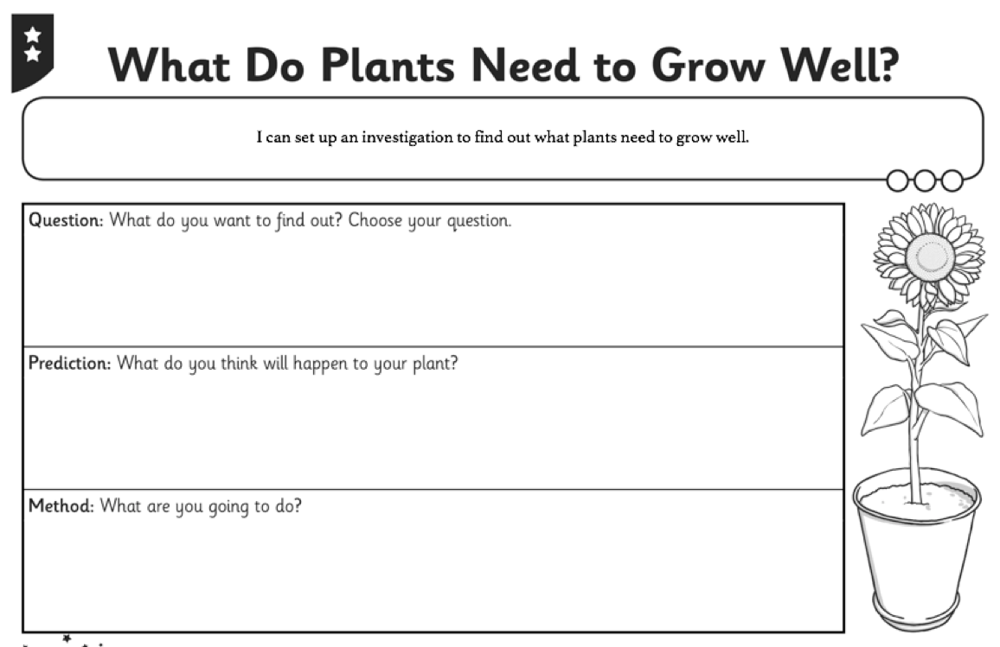 What Do Plants Need to Grow Well?
I can set up an investigation to find out what plants need to grow well.
Question: What do you want to find out? Choose your question.
Prediction: What do you think will happen to your plant?
Method: What are you going to do?